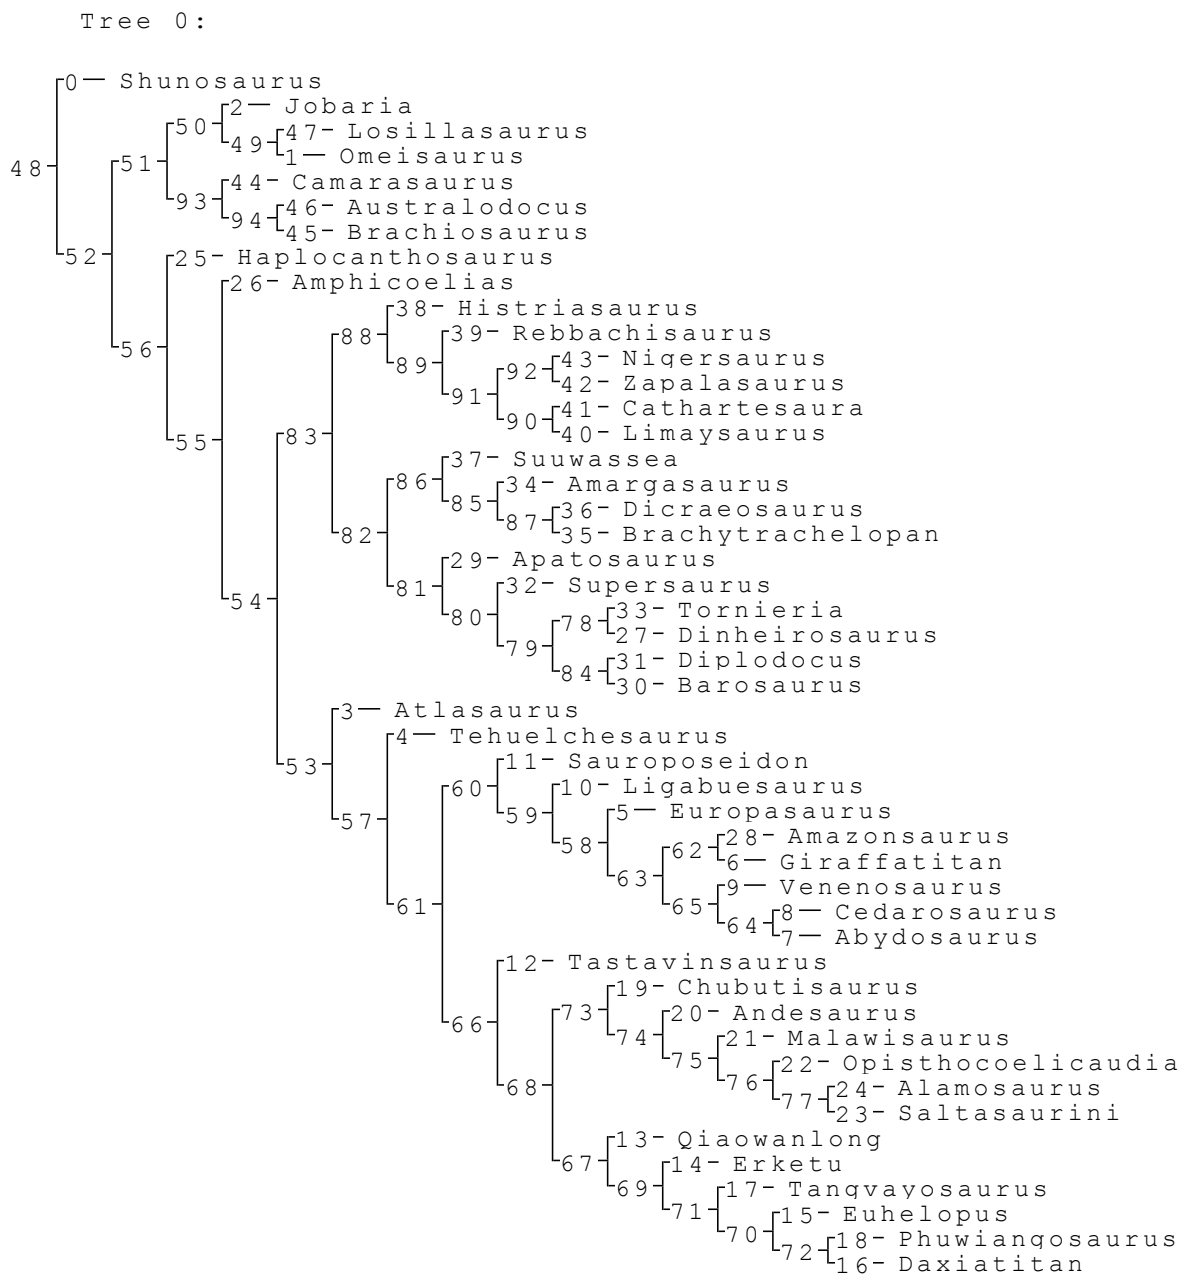 Tree 0:
0 Shunosaurus
2 Jobaria
50
49 47 Losillasaurus
1 Omeisaurus
48 51
44 Camarasaurus
93 46 Australodocus
94
45 Brachiosaurus
52 25 Haplocanthosaurus
26 Amphicoelias
38 Histriasaurus
88 39 Rebbachisaurus
56 89 92 43 Nigersaurus
42 Zapalasaurus
91
41 Cathartesaura
90
40 Limaysaurus
55 83
37 Suuwassea
86 34 Amargasaurus
85 36 Dicraeosaurus
87
82 35 Brachytrachelopan
29 Apatosaurus
81 32 Supersaurus
54 80 78 33 Tornieria
27 Dinheirosaurus
79
31 Diplodocus
84
30 Barosaurus
3 Atlasaurus
4 Tehuelchesaurus
53 11 Sauroposeidon
60 10 Ligabuesaurus
57 59 5 Europasaurus
58 62 28 Amazonsaurus
6 Giraffatitan
63
9 Venenosaurus
61 65 8 Cedarosaurus
64
7 Abydosaurus
12 Tastavinsaurus
19 Chubutisaurus
66 73 20 Andesaurus
74 21 Malawisaurus
75 22 Opisthocoelicaudia
68 76 24 Alamosaurus
77
23 Saltasaurini
13 Qiaowanlong
67 14 Erketu
69 17 Tangvayosaurus
71 15 Euhelopus
70 18 Phuwiangosaurus
72
16 Daxiatitan